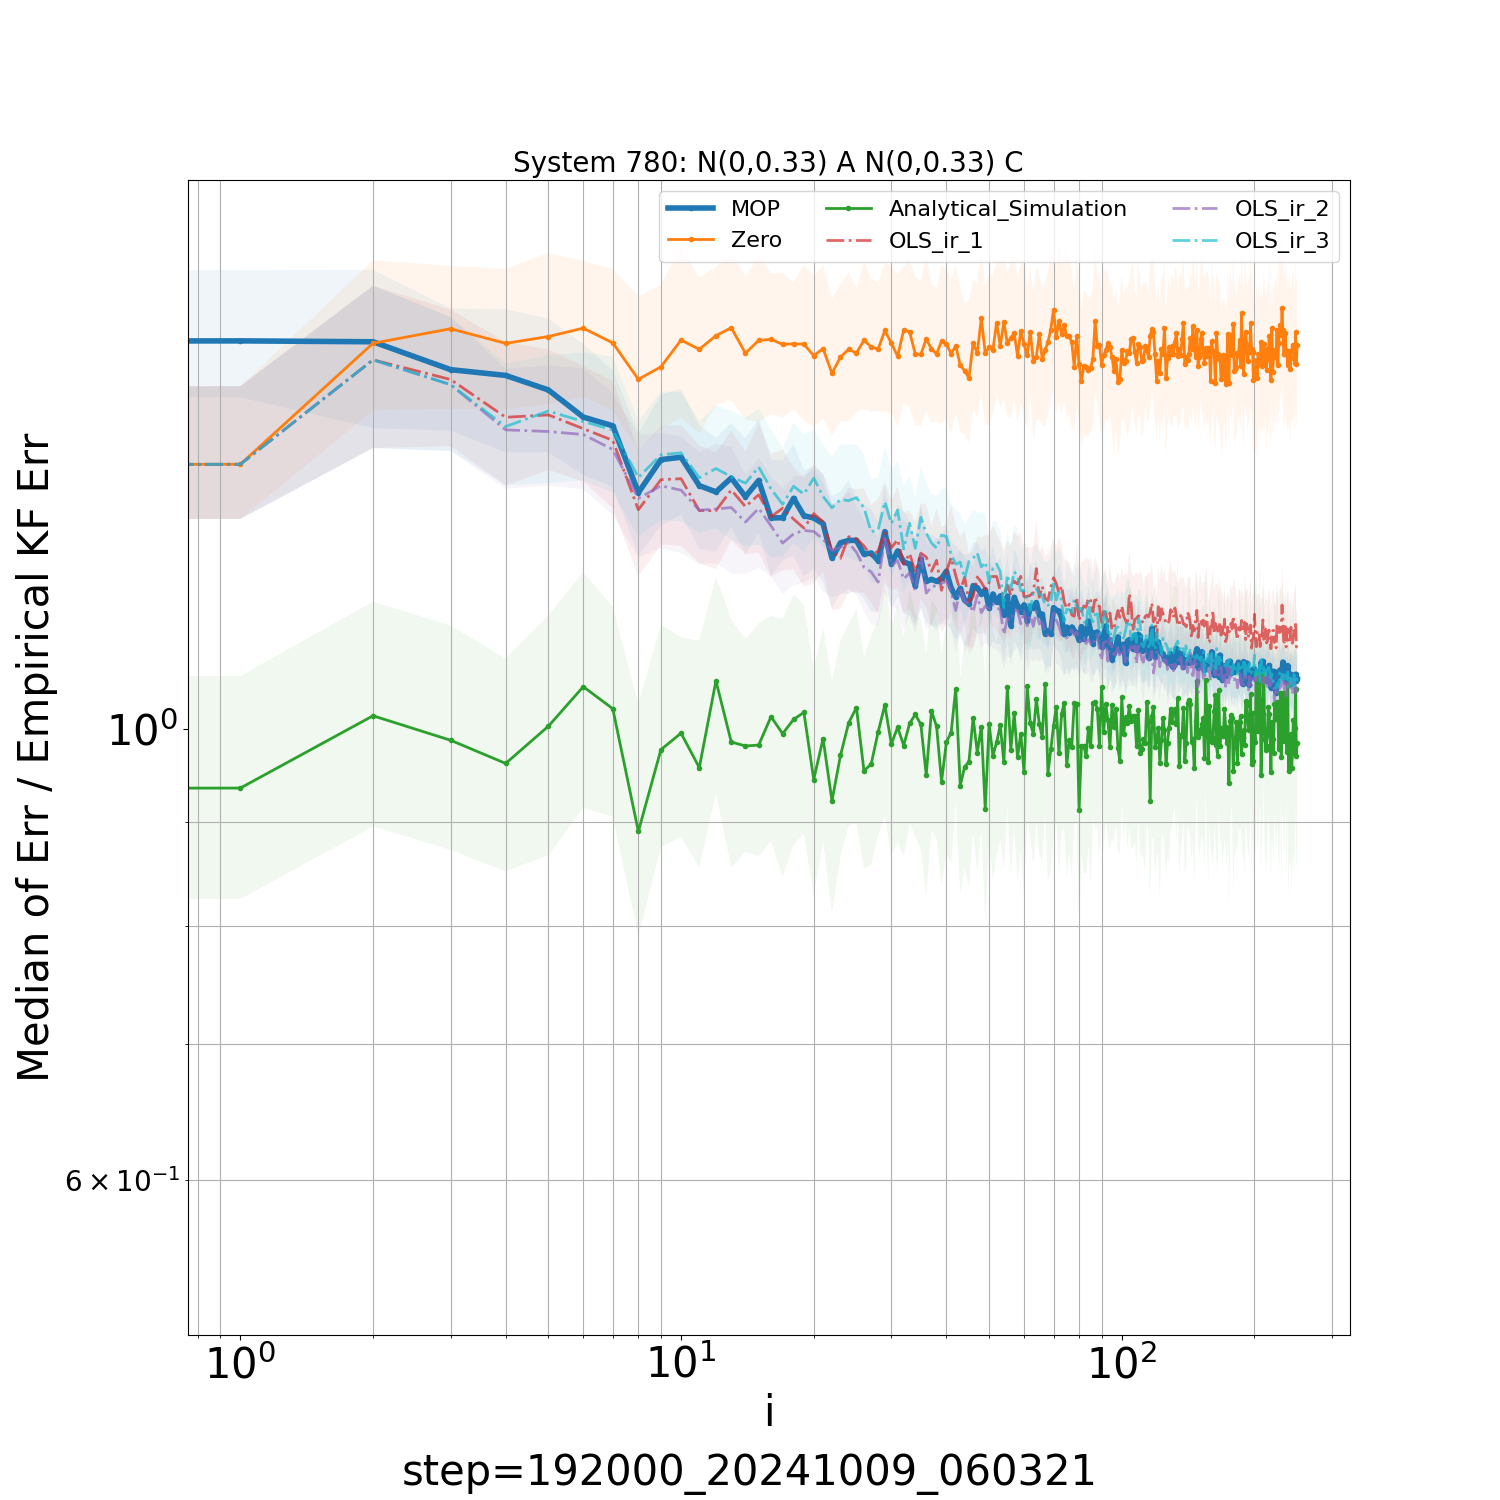 System 780: N(0,0.33) A N(0,0.33) C
MOP
Zero
Analytical_Simulation
OLS_ir_1
OLS_ir_2
OLS_ir_3
Median of Err / Empirical KF Err
10⁰
6 × 10⁻¹
10⁰
10¹
10²
i
step=192000_20241009_060321